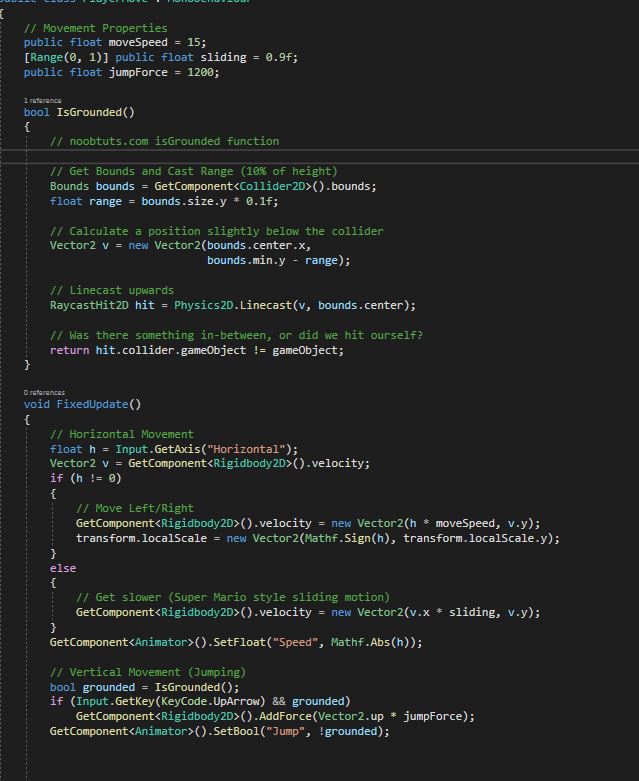 public class PlayerMove : MonoBehaviour
{
// Movement Properties
public float moveSpeed = 15;
[Range(0, 1)] public float sliding = 0.9f;
public float jumpForce = 1200;
1 reference
bool IsGrounded()
{
// noobtuts.com isGrounded function
// Get Bounds and Cast Range (10% of height)
Bounds bounds = GetComponent<Collider2D>().bounds;
float range = bounds.size.y * 0.1f;
// Calculate a position slightly below the collider
Vector2 v = new Vector2(bounds.center.x,
bounds.min.y - range);
// Linecast upwards
RaycastHit2D hit = Physics2D.Linecast(v, bounds.center);
// Was there something in-between, or did we hit ourself?
return hit.collider.gameObject != gameObject;
}
0 references
void FixedUpdate()
{
// Horizontal Movement
float h = Input.GetAxis("Horizontal");
Vector2 v = GetComponent<Rigidbody2D>().velocity;
if (h != 0)
{
// Move Left/Right
GetComponent<Rigidbody2D>().velocity = new Vector2(h * moveSpeed, v.y);
transform.localScale = new Vector2(Mathf.Sign(h), transform.localScale.y);
}
else
{
// Get slower (Super Mario style sliding motion)
GetComponent<Rigidbody2D>().velocity = new Vector2(v.x * sliding, v.y);
}
GetComponent<Animator>().SetFloat("Speed", Mathf.Abs(h));
// Vertical Movement (Jumping)
bool grounded = IsGrounded();
if (Input.GetKey(KeyCode.UpArrow) && grounded)
GetComponent<Rigidbody2D>().AddForce(Vector2.up * jumpForce);
GetComponent<Animator>().SetBool("Jump", !grounded);